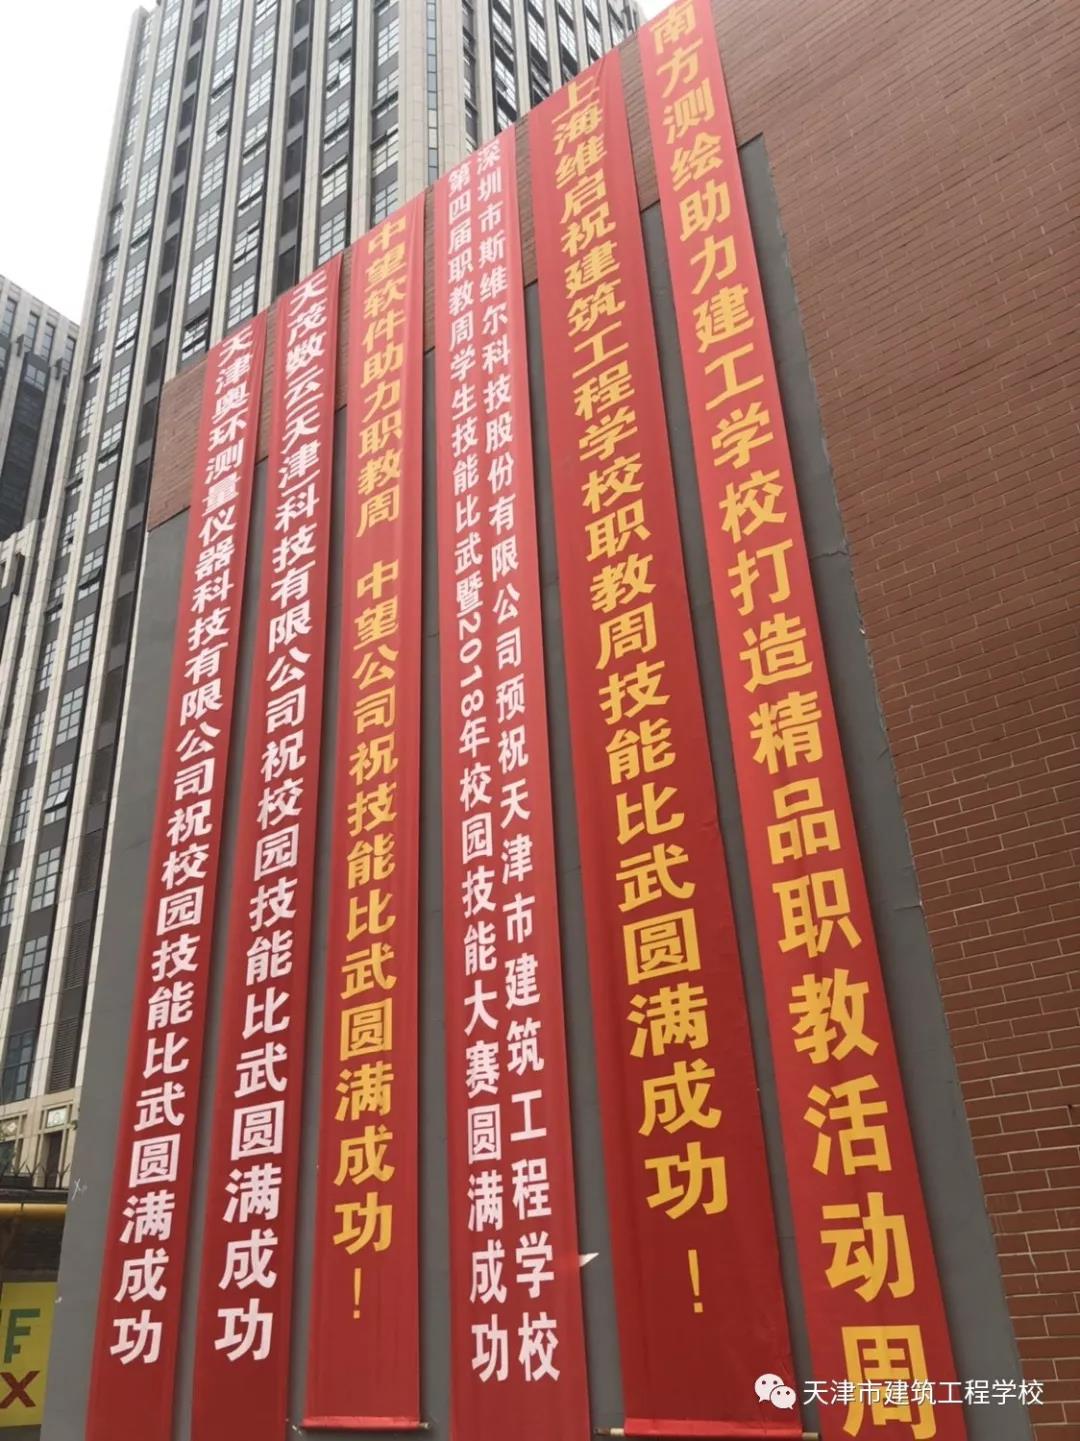 天津奥环测量仪器科技有限公司祝校园技能比武圆满成功
天茂数云(天津)科技有限公司祝校园技能比武圆满成功
中望软件助力职教周 中望公司祝技能比武圆满成功！
深圳市斯维尔科技股份有限公司预祝天津市建筑工程学校
第四届职教周学生技能比武暨2018年校园技能大赛圆满成功
上海维启祝建筑工程学校职教周技能比武圆满成功！
南方测绘助力建工学校打造精品职教活动周
天津市建筑工程学校